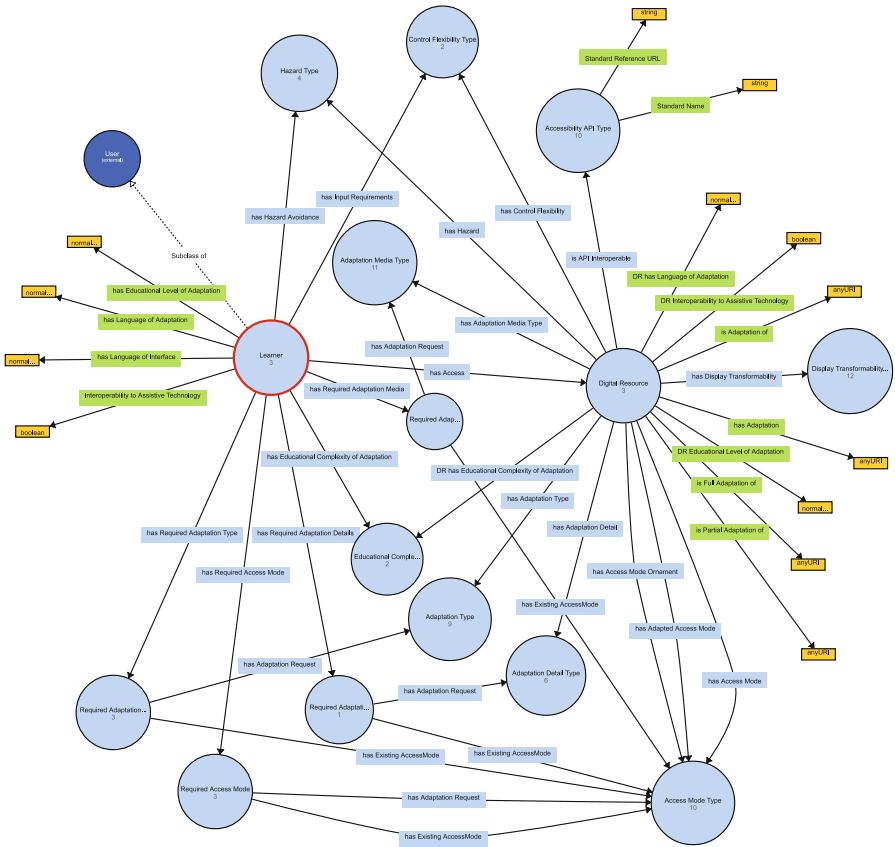 string
Control Flexibility Type
2
Standard Reference URL
Hazard Type
4
string
Standard Name
Accessibility API Type
10
User
(external)
has Input Requirements
normal...
has Hazard Avoidance
has Control Flexibility
has Hazard
normal...
boolean
Subclass of
Adaptation Media Type
11
is API Interoperable
DR has Language of Adaptation
normal...
has Educational Level of Adaptation
DR Interoperability to Assistive Technology
anyURI
has Language of Adaptation
has Adaptation Media Type
is Adaptation of
has Adaptation Request
normal...
has Language of Interface
Learner
3
has Access
Digital Resource
3
has Display Transformability
Display Transformability...
12
Interoperability to Assistive Technology
has Required Adaptation Media
boolean
Required Adap...
has Adaptation
has Educational Complexity of Adaptation
DR has Educational Complexity of Adaptation
DR Educational Level of Adaptation
anyURI
has Adaptation Type
is Full Adaptation of
normal...
has Required Adaptation Type
has Required Adaptation Details
has Adaptation Detail
is Partial Adaptation of
Educational Comple...
2
anyURI
has Required Access Mode
has Access Mode Ornament
has Existing AccessMode
Adaptation Type
9
has Adapted Access Mode
anyURI
has Adaptation Request
Adaptation Detail Type
6
has Access Mode
has Adaptation Request
Required Adaptation...
3
Required Adaptati...
1
has Existing AccessMode
has Existing AccessMode
Required Access Mode
3
has Adaptation Request
Access Mode Type
10
has Existing AccessMode